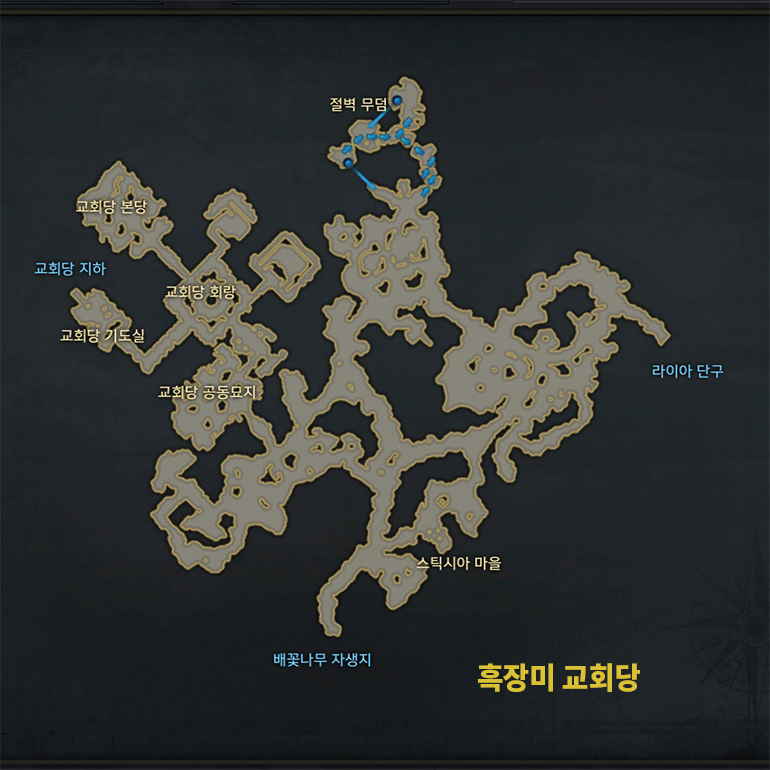 절벽 무덤
교회당 본당
교회당 지하
교회당 회랑
교회당 기도실
라이아 단구
교회당 공동묘지
스틱시아 마을
배꽃나무 자생지
흑장미 교회당